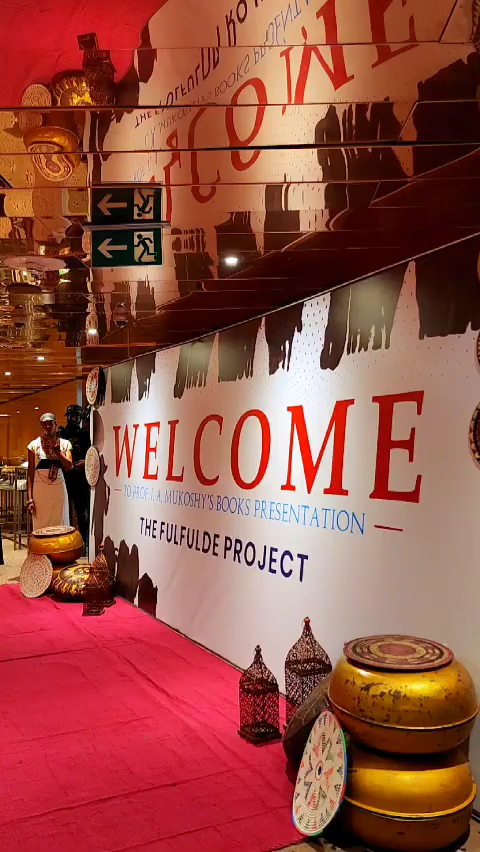 WELCOME
— TO PROF. I. A. MUKOSHY'S BOOKS PRESENTATION —
THE FULFULDE PROJECT